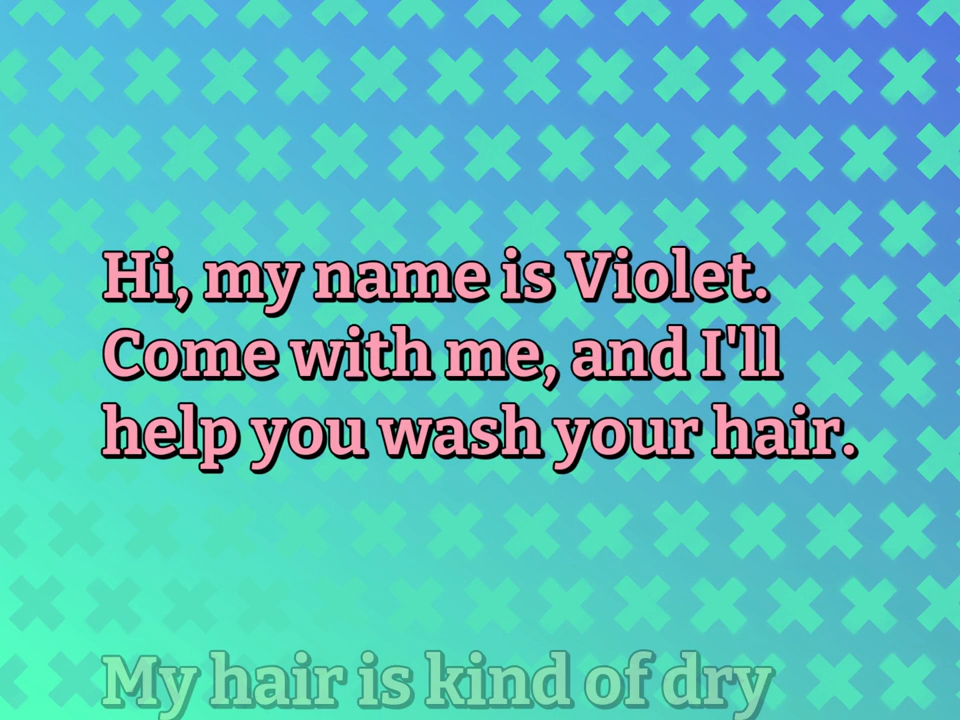 Hi, my name is Violet.
Come with me, and I'll
help you wash your hair.
My hair is kind of dry